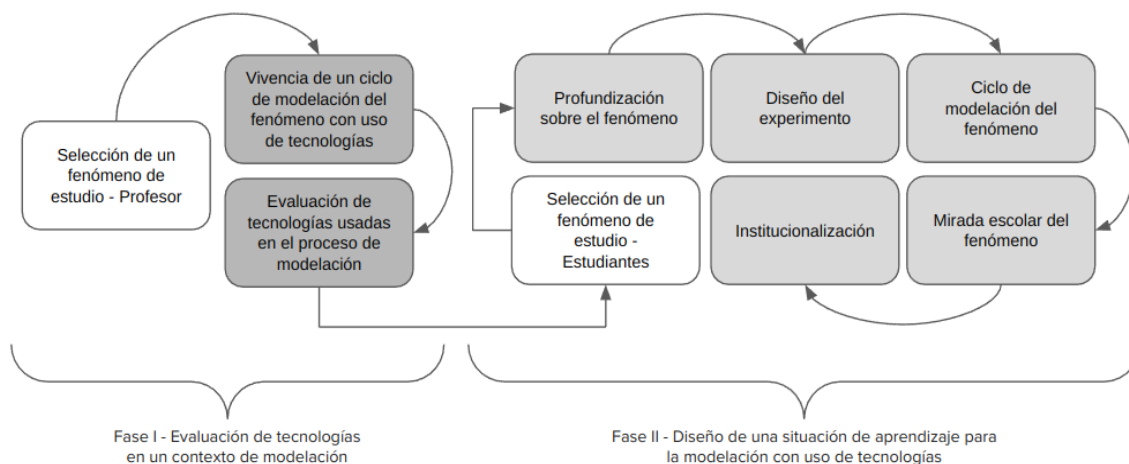 Selección de un
fenómeno de
estudio - Profesor
Vivencia de un ciclo
de modelación del
fenómeno con uso
de tecnologías
Evaluación de
tecnologías usadas
en el proceso de
modelación
Profundización
sobre el fenómeno
Diseño del
experimento
Ciclo de
modelación del
fenómeno
Selección de un
fenómeno de
estudio -
Estudiantes
Institucionalización
Mirada escolar del
fenómeno
Fase I - Evaluación de tecnologías
en un contexto de modelación
Fase II - Diseño de una situación de aprendizaje para
la modelación con uso de tecnologías